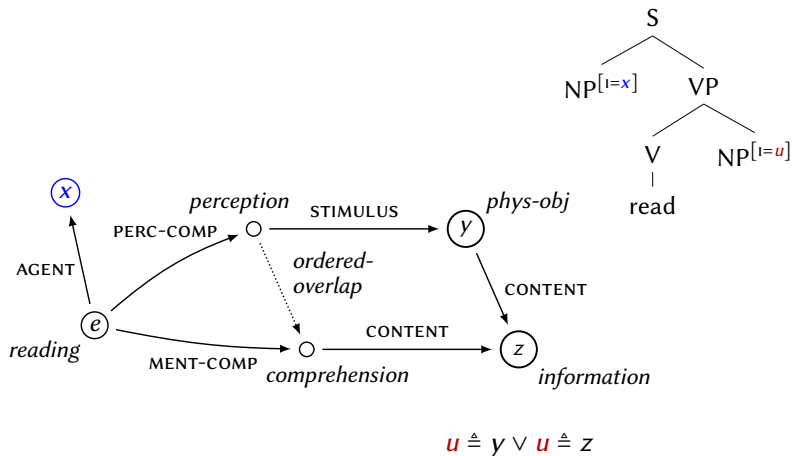 S
NP[I=x] VP
V NP[I=u]
read
x
perception
STIMULUS
phys-obj
y
PERC-COMP
ordered-
overlap
AGENT
CONTENT
e
reading
MENT-COMP
CONTENT
z
comprehension
information
u ≜ y ∨ u ≜ z